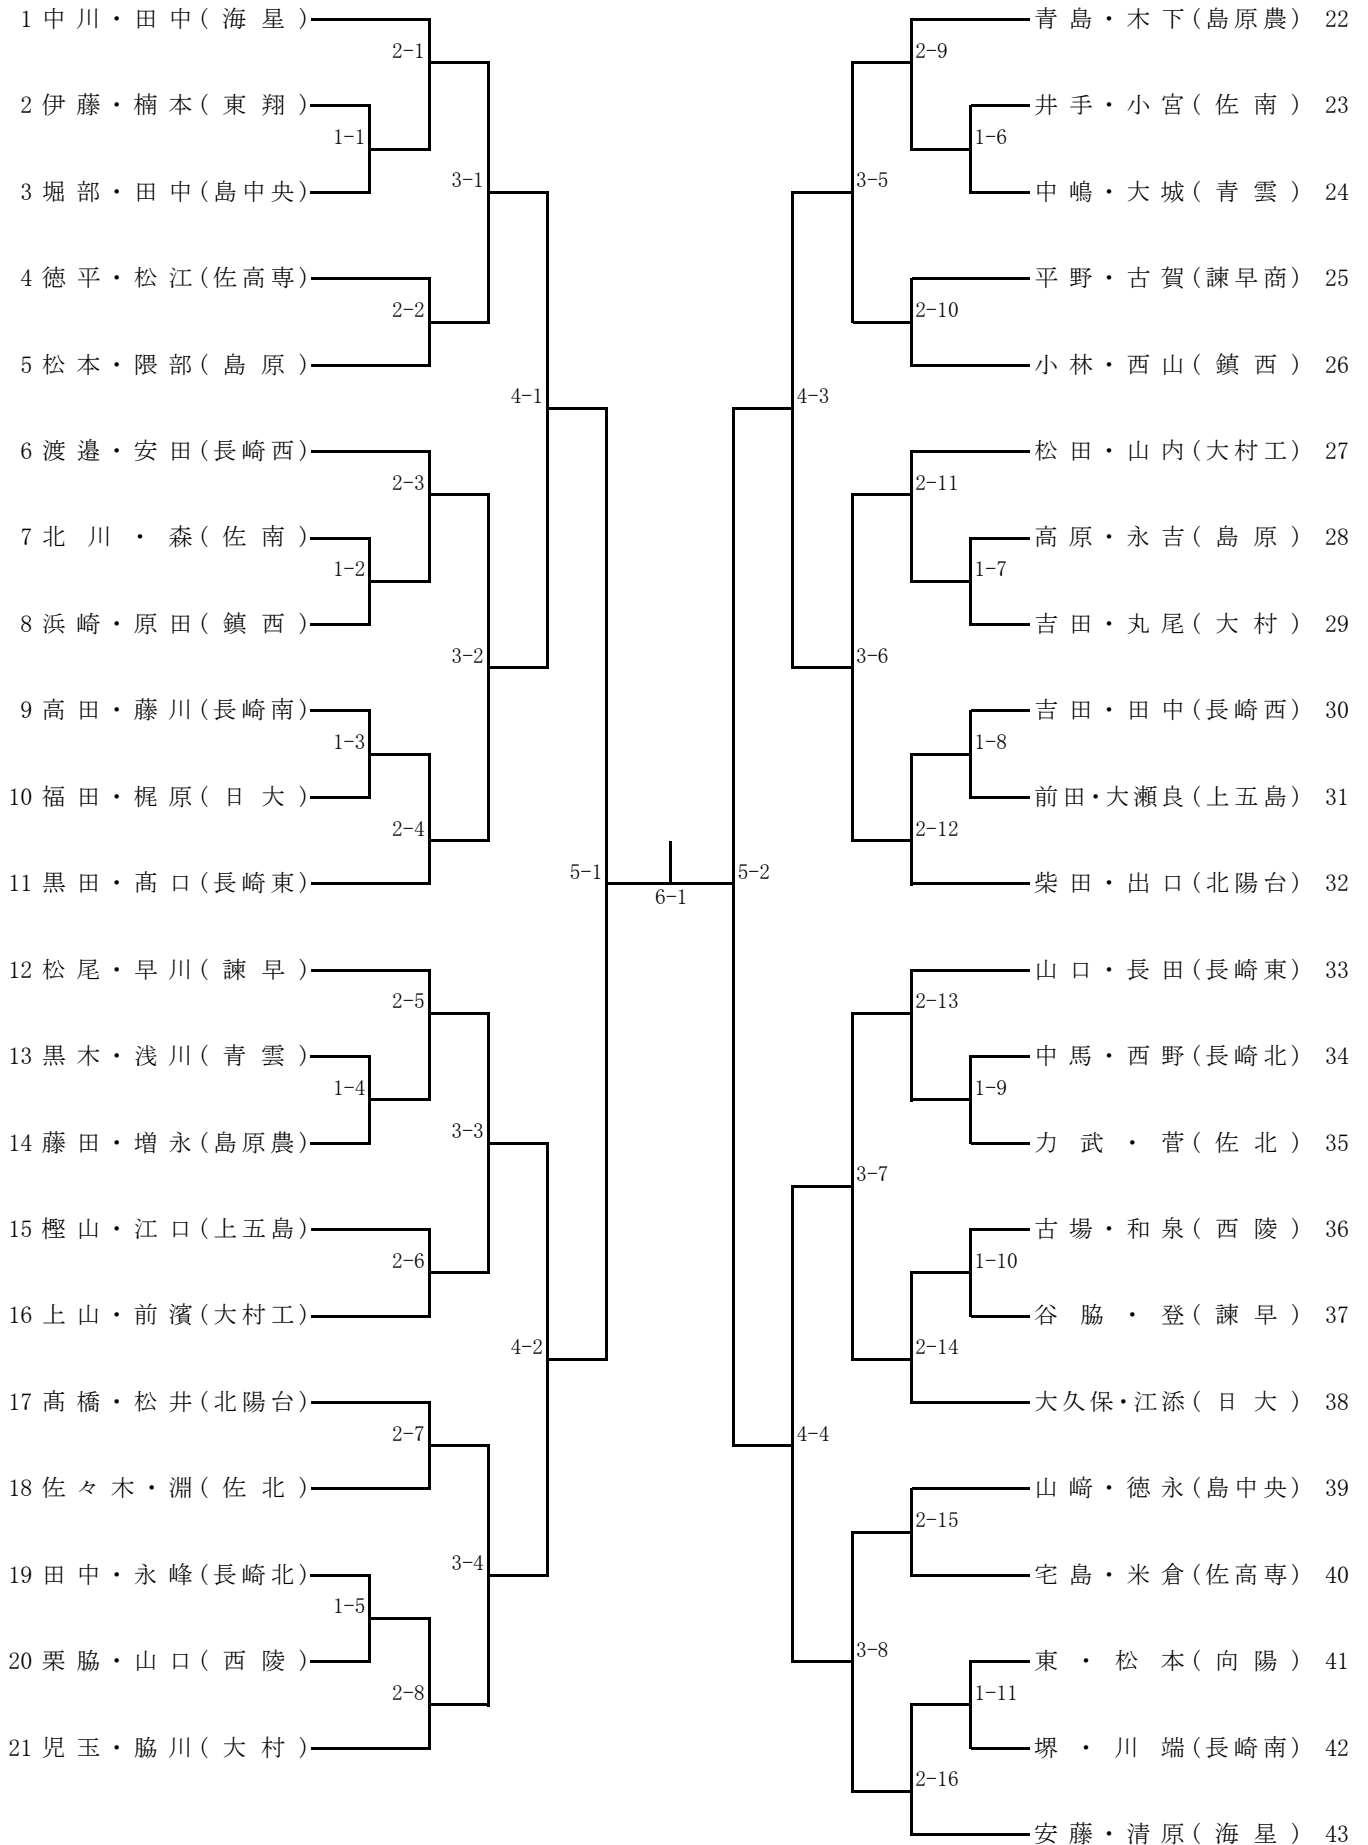 1 中川・田中(海星)
2-1
2 伊藤・楠本(東翔)
1-1
3 堀部・田中(島中央)
3-1
4 徳平・松江(佐高専)
2-2
5 松本・隈部(島原)
4-1
6 渡邉・安田(長崎西)
2-3
7 北川・森(佐南)
1-2
8 浜崎・原田(鎮西)
3-2
9 高田・藤川(長崎南)
1-3
10 福田・梶原(日大)
2-4
11 黒田・髙口(長崎東)
5-1
12 松尾・早川(諫早)
2-5
13 黒木・浅川(青雲)
1-4
14 藤田・増永(島原農)
3-3
15 樫山・江口(上五島)
2-6
16 上山・前濱(大村工)
4-2
17 髙橋・松井(北陽台)
2-7
18 佐々木・淵(佐北)
3-4
19 田中・永峰(長崎北)
1-5
20 栗脇・山口(西陵)
2-8
21 児玉・脇川(大村)
6-1
青島・木下(島原農) 22
2-9
井手・小宮(佐南) 23
1-6
中嶋・大城(青雲) 24
3-5
平野・古賀(諫早商) 25
2-10
小林・西山(鎮西) 26
4-3
松田・山内(大村工) 27
2-11
高原・永吉(島原) 28
1-7
吉田・丸尾(大村) 29
3-6
吉田・田中(長崎西) 30
1-8
前田・大瀬良(上五島) 31
2-12
柴田・出口(北陽台) 32
5-2
山口・長田(長崎東) 33
2-13
中馬・西野(長崎北) 34
1-9
力武・菅(佐北) 35
3-7
古場・和泉(西陵) 36
1-10
谷脇・登(諫早) 37
2-14
大久保・江添(日大) 38
4-4
山﨑・徳永(島中央) 39
2-15
宅島・米倉(佐高専) 40
3-8
東・松本(向陽) 41
1-11
堺・川端(長崎南) 42
2-16
安藤・清原(海星) 43